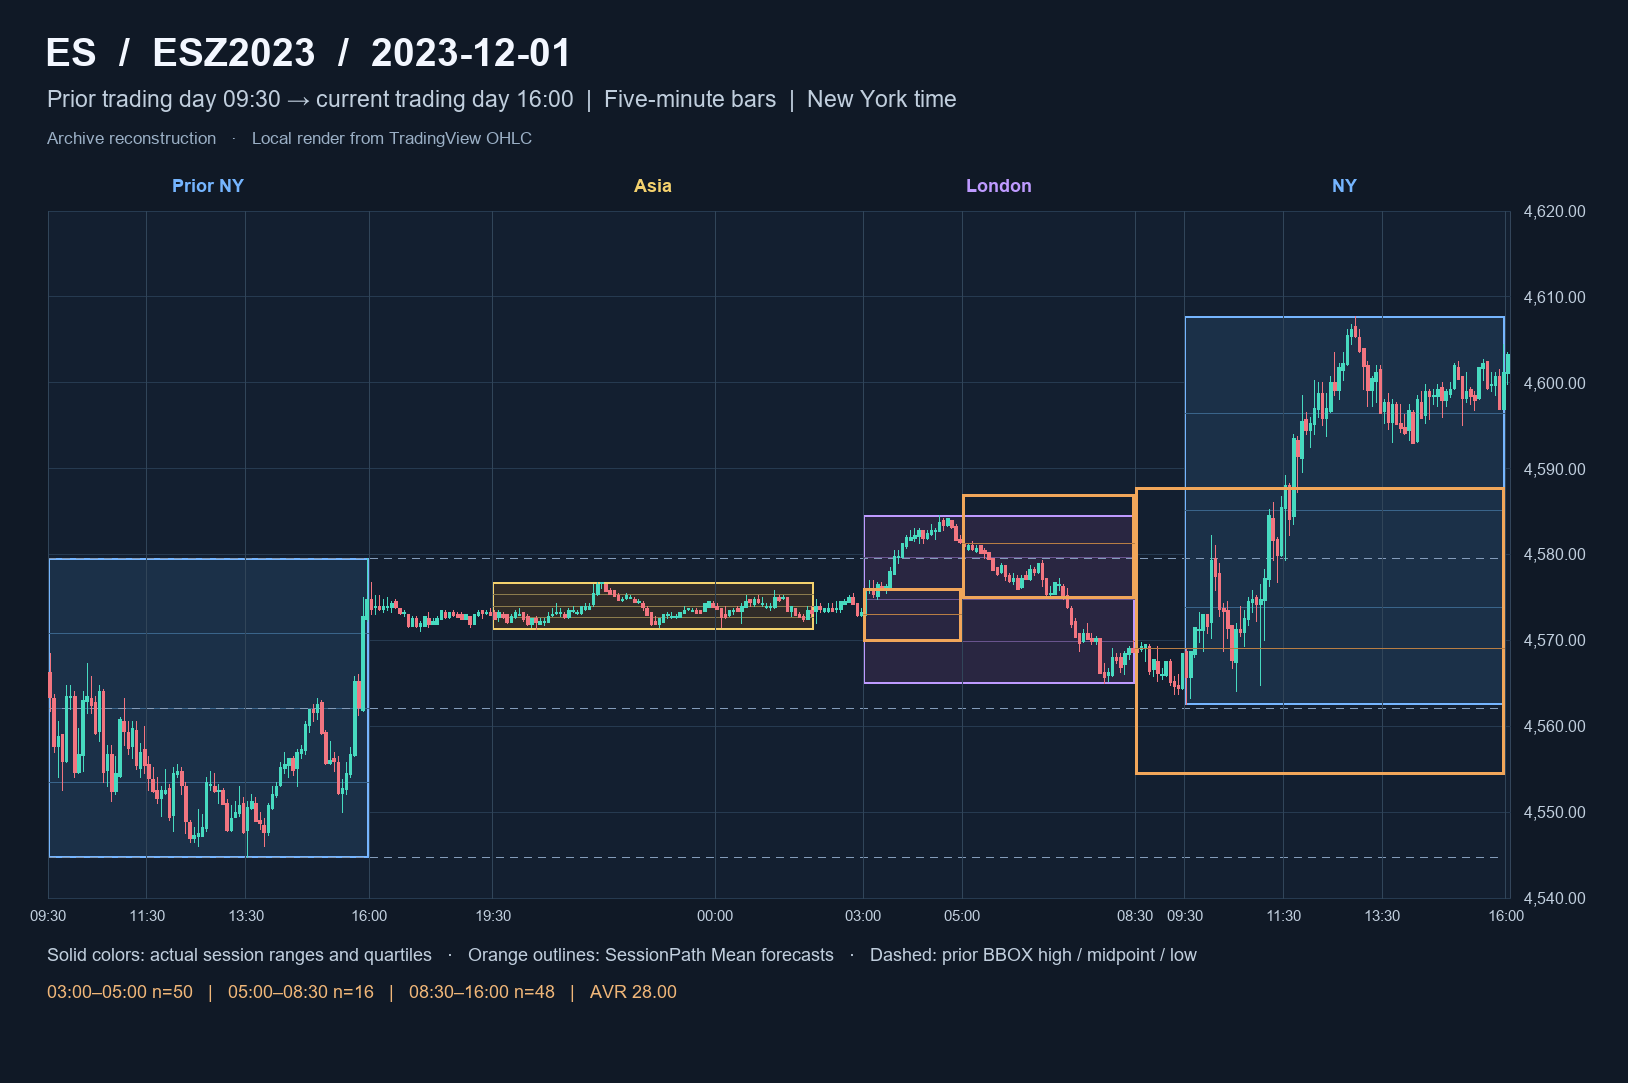 ES / ESZ2023 / 2023-12-01
Prior trading day 09:30 → current trading day 16:00 | Five-minute bars | New York time
Archive reconstruction · Local render from TradingView OHLC
Prior NY Asia London NY
4,620.00
4,610.00
4,600.00
4,590.00
4,580.00
4,570.00
4,560.00
4,550.00
4,540.00
09:30 11:30 13:30 16:00 19:30 00:00 03:00 05:00 08:30 09:30 11:30 13:30 16:00
Solid colors: actual session ranges and quartiles · Orange outlines: SessionPath Mean forecasts · Dashed: prior BBOX high / midpoint / low
03:00–05:00 n=50 | 05:00–08:30 n=16 | 08:30–16:00 n=48 | AVR 28.00